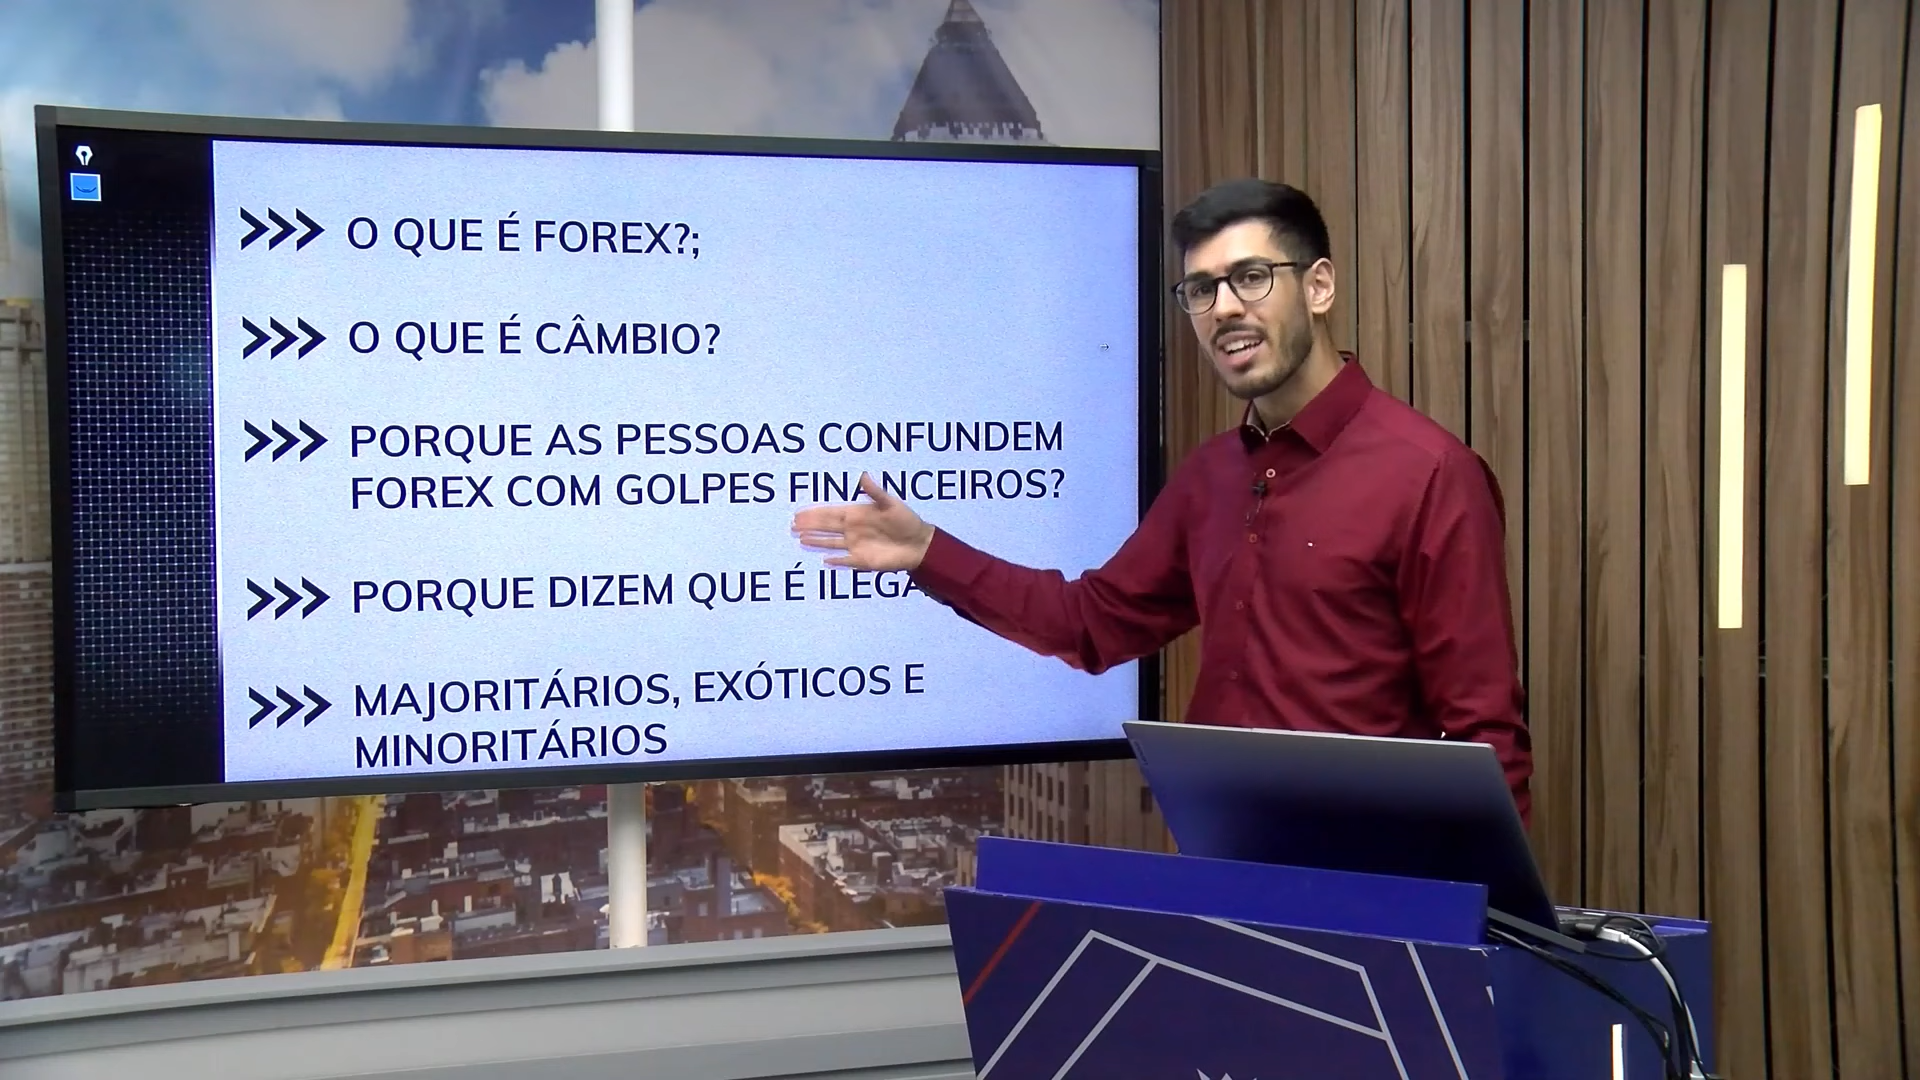 O QUE É FOREX?;
O QUE É CÂMBIO?
PORQUE AS PESSOAS CONFUNDEM
FOREX COM GOLPES FINANCEIROS?
PORQUE DIZEM QUE É
MAJORITÁRIOS, EXÓTICOS E
MINORITÁRIOS